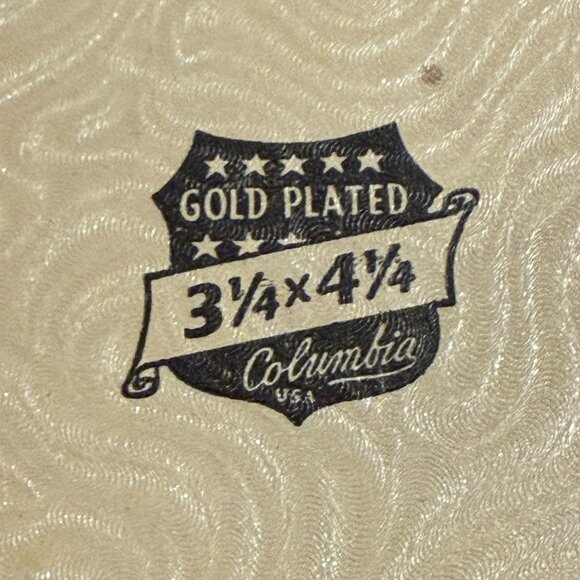 GOLD PLATED
3¼x4¼
Columbia
USA